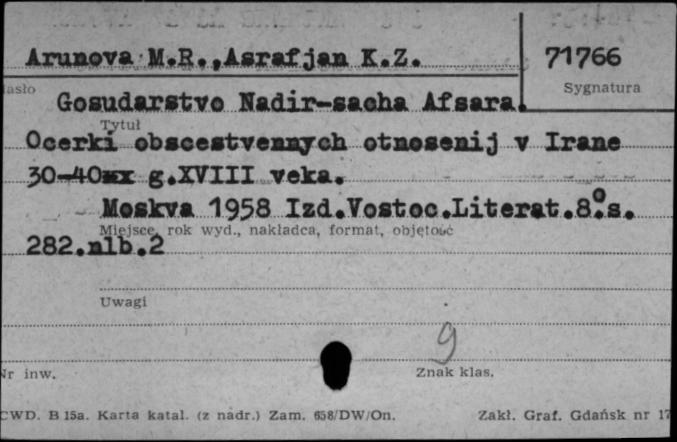 Arunova M.R.,Asrafjan K.Z.
71766
asło
Sygnatura
Gosudarstvo Nadir-sacha Afsara.
Tytuł
Ocerki obscestvennych otnosenij v Irane
30-40 g.XVIII veka.
Moskva 1958 Izd.Vostoc.Literat.8°.s.
Miejsce, rok wyd., nakładca, format, objętość
282.nlb.2
Uwagi
9
Nr inw.
Znak klas.
CWD. B 15a. Karta katal. (z nadr.) Zam. 658/DW/On.
Zakł. Graf. Gdańsk nr 17